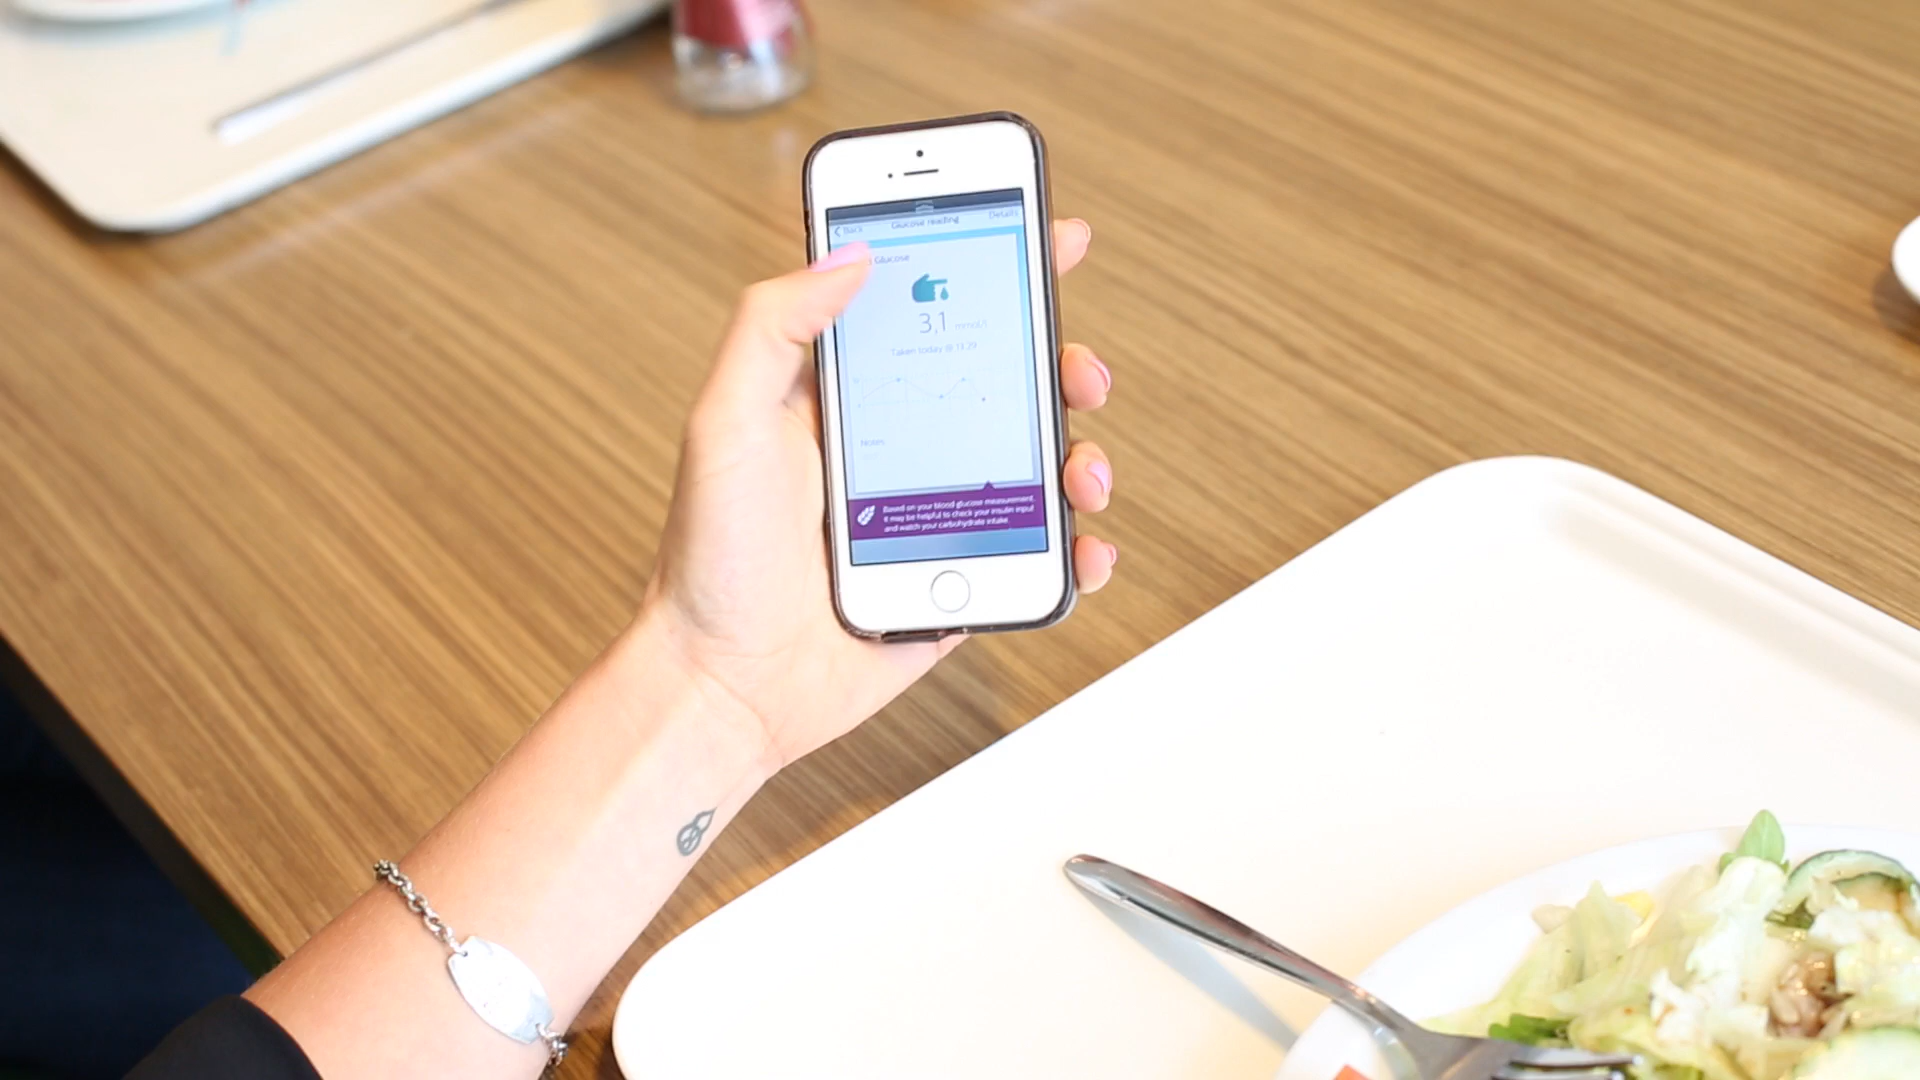 Back Glucose reading Details
Glucose
3,1 mmol/l
Taken today @ 13.29
Notes
Based on your blood glucose measurement,
it may be helpful to check your insulin input
and watch your carbohydrate intake.